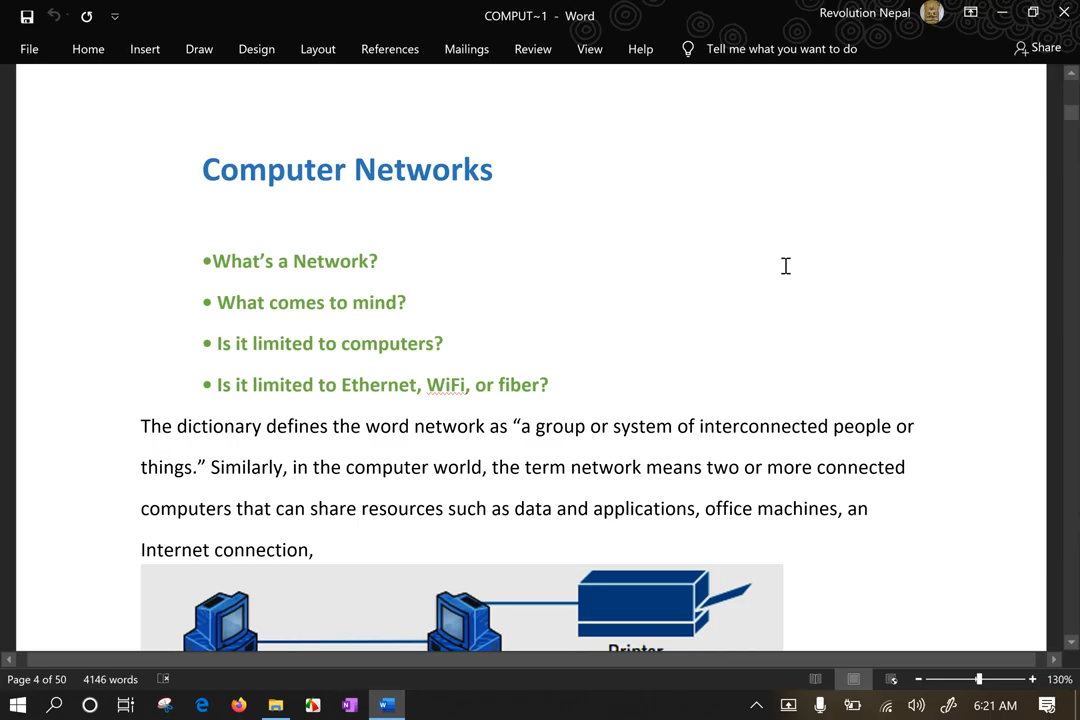 COMPUT~1 - Word
Revolution Nepal
File Home Insert Draw Design Layout References Mailings Review View Help Tell me what you want to do Share
Computer Networks
•What's a Network?
• What comes to mind?
• Is it limited to computers?
• Is it limited to Ethernet, WiFi, or fiber?
The dictionary defines the word network as “a group or system of interconnected people or
things.” Similarly, in the computer world, the term network means two or more connected
computers that can share resources such as data and applications, office machines, an
Internet connection,
Printer
Page 4 of 50 4146 words 130%
6:21 AM